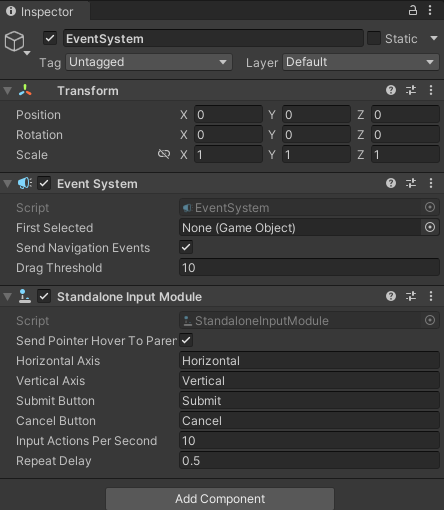 Inspector
EventSystem Static
Tag Untagged Layer Default
Transform
Position X 0 Y 0 Z 0
Rotation X 0 Y 0 Z 0
Scale X 1 Y 1 Z 1
Event System
Script EventSystem
First Selected None (Game Object)
Send Navigation Events
Drag Threshold 10
Standalone Input Module
Script StandaloneInputModule
Send Pointer Hover To Paren
Horizontal Axis Horizontal
Vertical Axis Vertical
Submit Button Submit
Cancel Button Cancel
Input Actions Per Second 10
Repeat Delay 0.5
Add Component